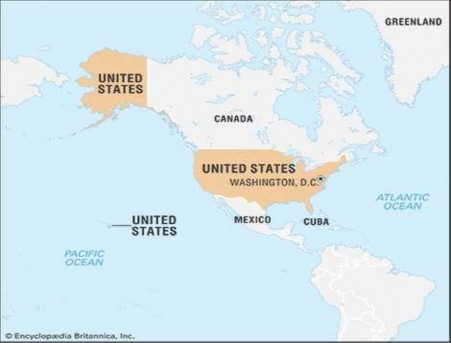 GREENLAND
UNITED
STATES
CANADA
UNITED STATES
WASHINGTON, D.C.
ATLANTIC
OCEAN
UNITED
STATES
MEXICO
CUBA
PACIFIC
OCEAN
© Encyclopædia Britannica, Inc.